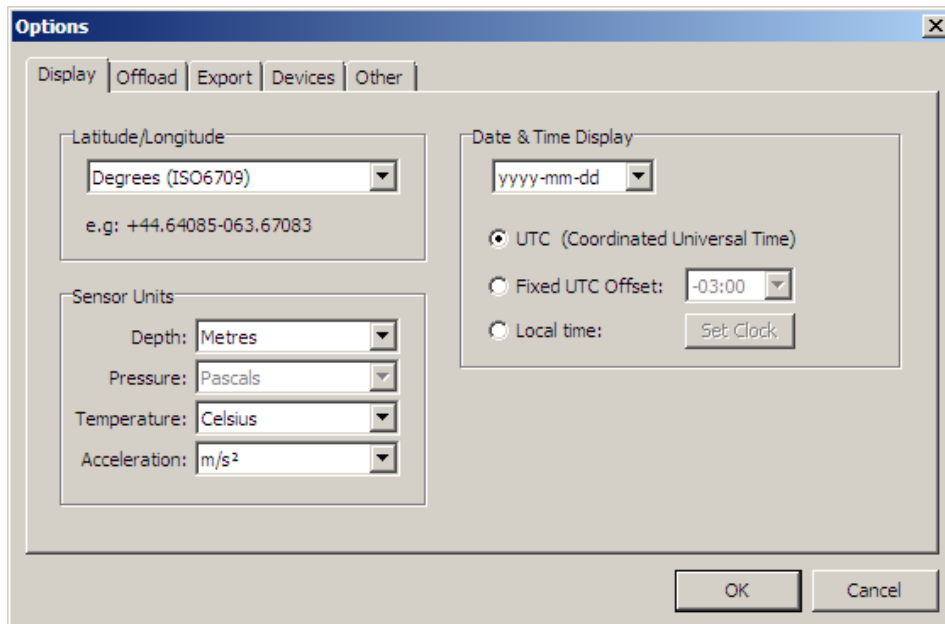 Options
Display Offload Export Devices Other
Latitude/Longitude
Degrees (ISO6709)
e.g: +44.64085-063.67083
Sensor Units
Depth: Metres
Pressure: Pascals
Temperature: Celsius
Acceleration: m/s²
Date & Time Display
yyyy-mm-dd
UTC (Coordinated Universal Time)
Fixed UTC Offset: -03:00
Local time: Set Clock
OK Cancel